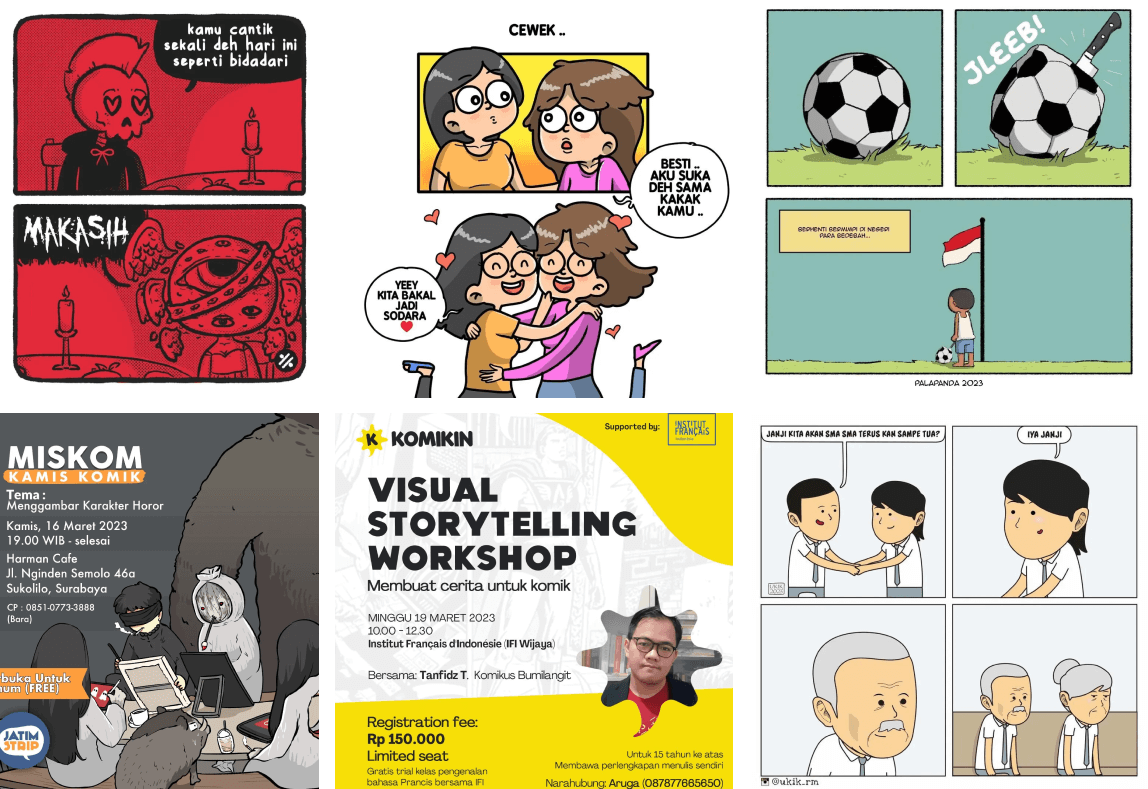 kamu cantik
sekali deh hari ini
seperti bidadari
MAKASIH
CEWEK ..
BESTI ..
AKU SUKA
DEH SAMA
KAKAK
KAMU ..
YEEY
KITA BAKAL
JADI
SODARA
JLEEB!
BERHENTI BERMIMPI DI NEGERI
PARA BEDEBAH...
PALAPANDA 2023
MISKOM
KAMIS KOMIK
Tema :
Menggambar Karakter Horor
Kamis, 16 Maret 2023
19.00 WIB - selesai
Harman Cafe
Jl. Nginden Semolo 46a
Sukolilo, Surabaya
CP : 0851-0773-3888
(Bara)
buka Untuk
num (FREE)
JATIM
STRIP
K KOMIKIN
Supported by:
INSTITUT
FRANÇAIS
VISUAL
STORYTELLING
WORKSHOP
Membuat cerita untuk komik
MINGGU 19 MARET 2023
10.00 - 12.30
Institut Français d'Indonésie (IFI Wijaya)
Bersama: Tanfidz T. Komikus Bumilangit
Registration fee:
Rp 150.000
Limited seat
Gratis trial kelas pengenalan
bahasa Prancis bersama IFI
Untuk 15 tahun ke atas
Membawa perlengkapan menulis sendiri
Narahubung: Aruga (087877665650)
JANJI KITA AKAN SMA SMA TERUS KAN SAMPE TUA?
IYA JANJI
@ukik_rm